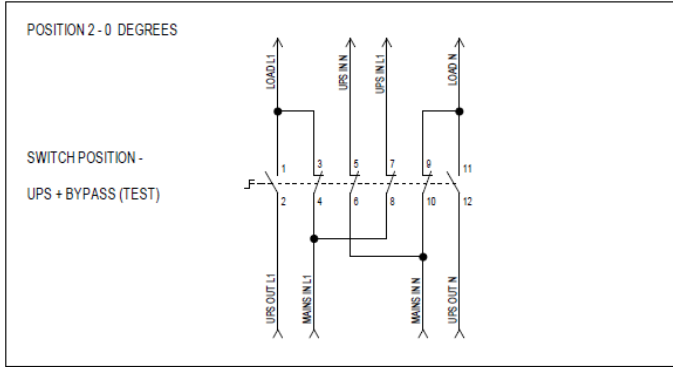 POSITION 2 - 0 DEGREES
LOAD L1
UPS IN N
UPS IN L1
LOAD N
SWITCH POSITION -
UPS + BYPASS (TEST)
1
3
5
7
9
11
2
4
6
8
10
12
UPS OUT L1
MAINS IN L1
MAINS IN N
UPS OUT N